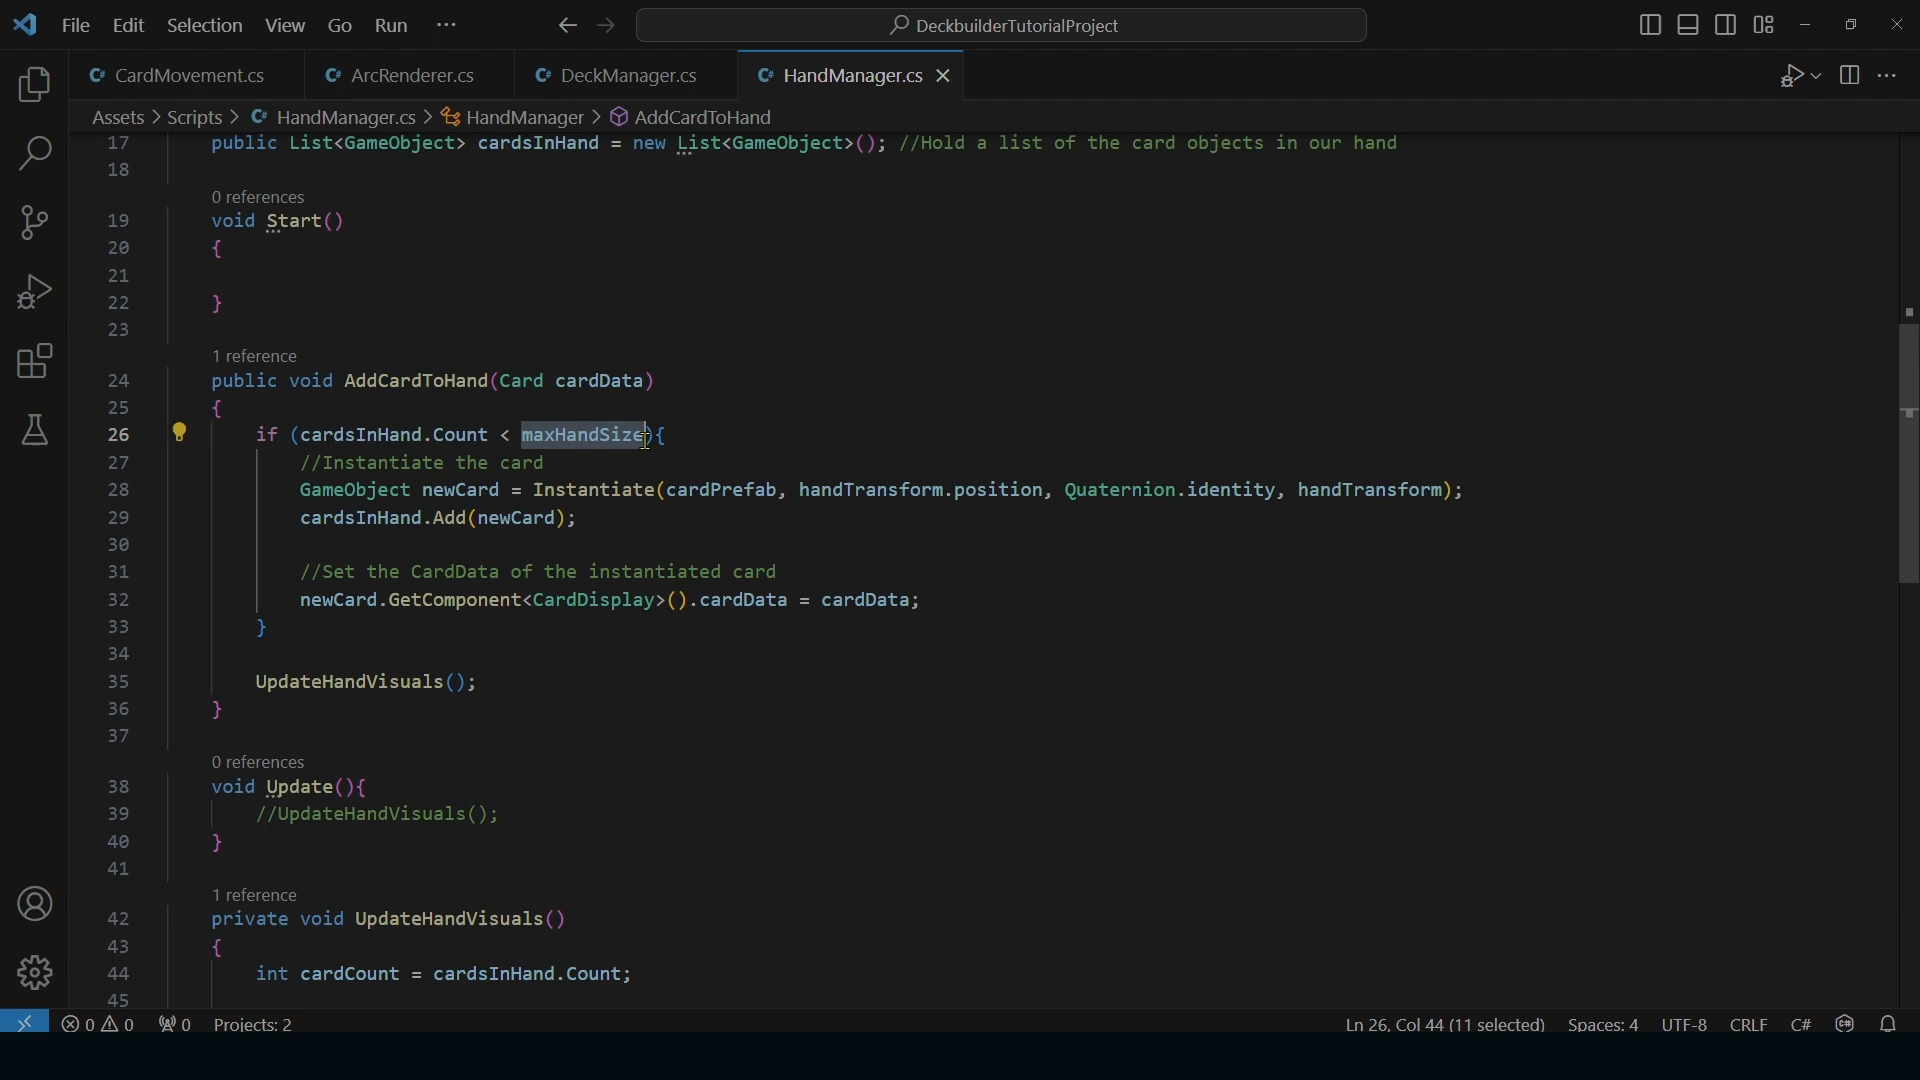 File Edit Selection View Go Run ··· DeckbuilderTutorialProject
CardMovement.cs ArcRenderer.cs DeckManager.cs HandManager.cs
Assets > Scripts > HandManager.cs > HandManager > AddCardToHand
17 public List<GameObject> cardsInHand = new List<GameObject>(); //Hold a list of the card objects in our hand
18
0 references
19 void Start()
20 {
21
22 }
23
1 reference
24 public void AddCardToHand(Card cardData)
25 {
26 if (cardsInHand.Count < maxHandSize){
27 //Instantiate the card
28 GameObject newCard = Instantiate(cardPrefab, handTransform.position, Quaternion.identity, handTransform);
29 cardsInHand.Add(newCard);
30
31 //Set the CardData of the instantiated card
32 newCard.GetComponent<CardDisplay>().cardData = cardData;
33 }
34
35 UpdateHandVisuals();
36 }
37
0 references
38 void Update(){
39 //UpdateHandVisuals();
40 }
41
1 reference
42 private void UpdateHandVisuals()
43 {
44 int cardCount = cardsInHand.Count;
45
0 0 0 Projects: 2 Ln 26, Col 44 (11 selected) Spaces: 4 UTF-8 CRLF C#